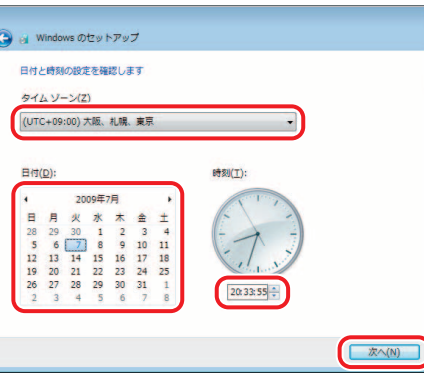 Windows のセットアップ
日付と時刻の設定を確認します
タイム ゾーン(Z)
(UTC+09:00) 大阪、札幌、東京
日付(D):
2009年7月
日 月 火 水 木 金 土
28 29 30 1 2 3 4
5 6 7 8 9 10 11
12 13 14 15 16 17 18
19 20 21 22 23 24 25
26 27 28 29 30 31 1
2 3 4 5 6 7 8
時刻(T):
20:33:55
次へ(N)